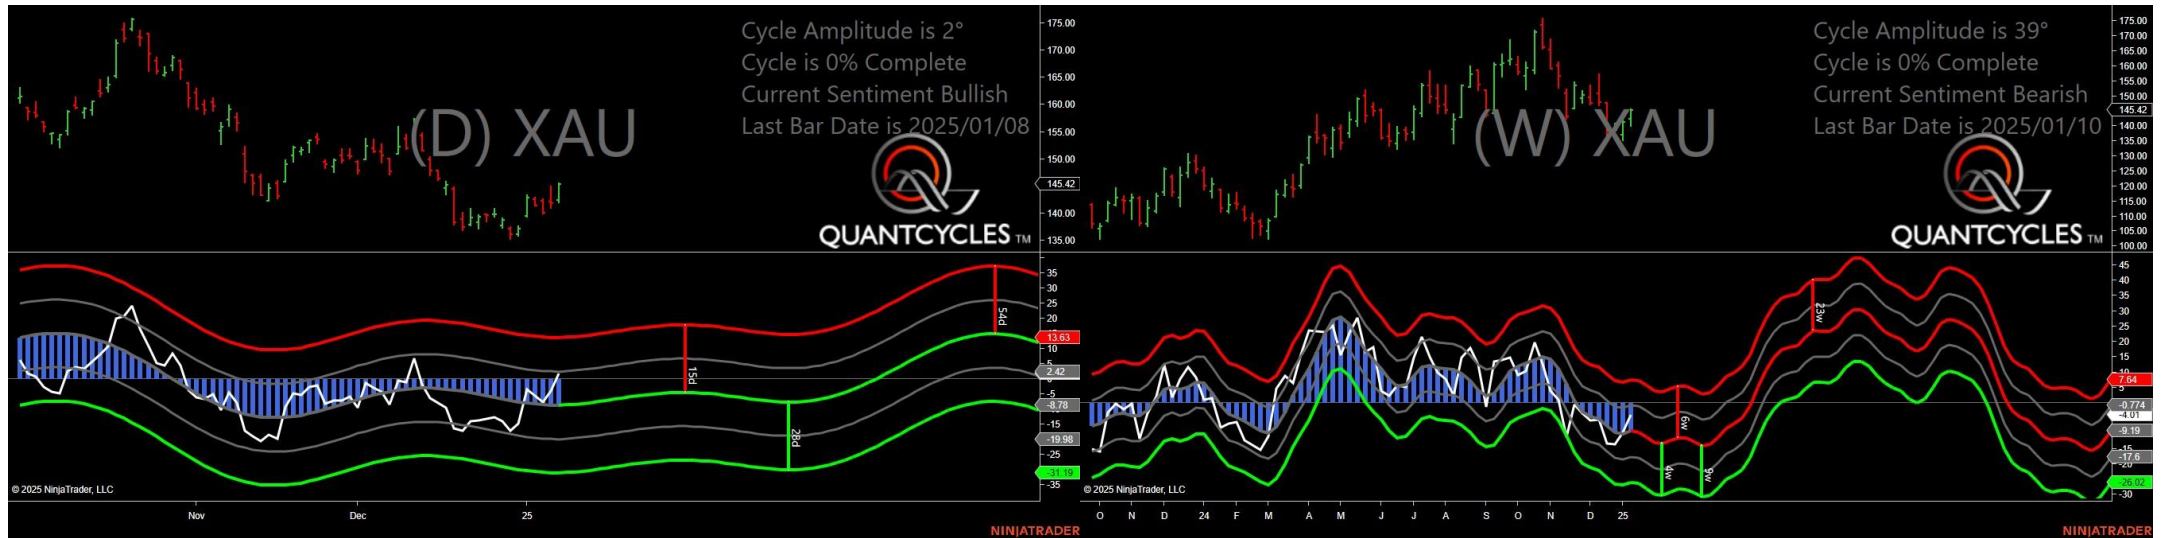 Cycle Amplitude is 2°
Cycle is 0% Complete
Current Sentiment Bullish
Last Bar Date is 2025/01/08
(D) XAU
QUANTCYCLES TM
175.00
170.00
165.00
160.00
155.00
150.00
145.42
140.00
135.00
35
30
25
20
13.63
10
5
2.42
-5
-8.78
-15
-19.98
-25
-31.19
-35
15d
28d
54d
© 2025 NinjaTrader, LLC
Nov Dec 25
NINJATRADER
Cycle Amplitude is 39°
Cycle is 0% Complete
Current Sentiment Bearish
Last Bar Date is 2025/01/10
(W) XAU
QUANTCYCLES TM
175.00
170.00
165.00
160.00
155.00
150.00
145.42
140.00
135.00
130.00
125.00
120.00
115.00
110.00
105.00
100.00
45
40
35
30
25
20
15
7.64
-0.774
-4.01
-9.19
-15
-17.6
-20
-26.02
-30
4w
6w
9w
23w
© 2025 NinjaTrader, LLC
O N D 24 F M A M J J A S O N D 25
NINJATRADER